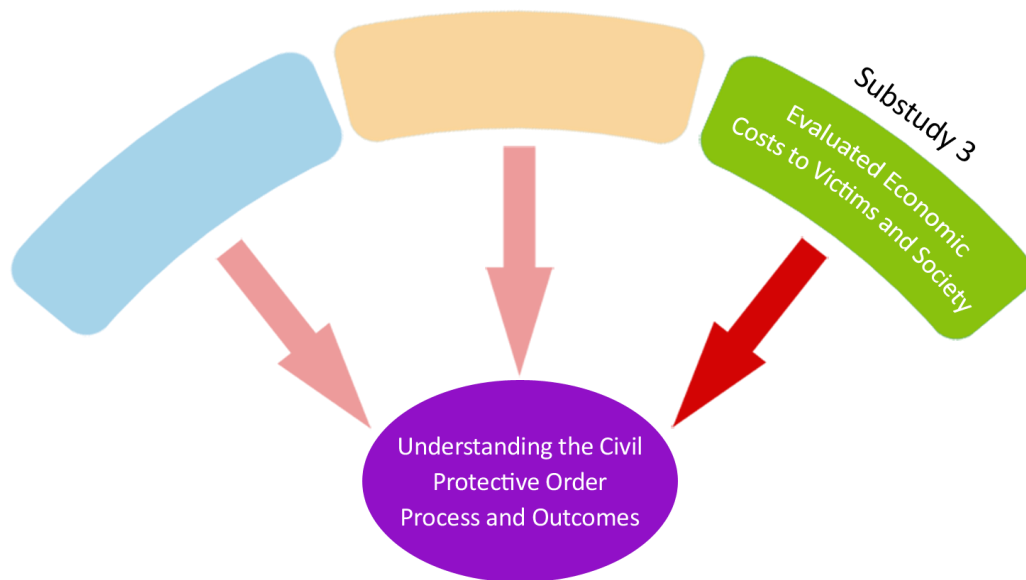 Substudy 3
Evaluated Economic
Costs to Victims and Society
Understanding the Civil
Protective Order
Process and Outcomes